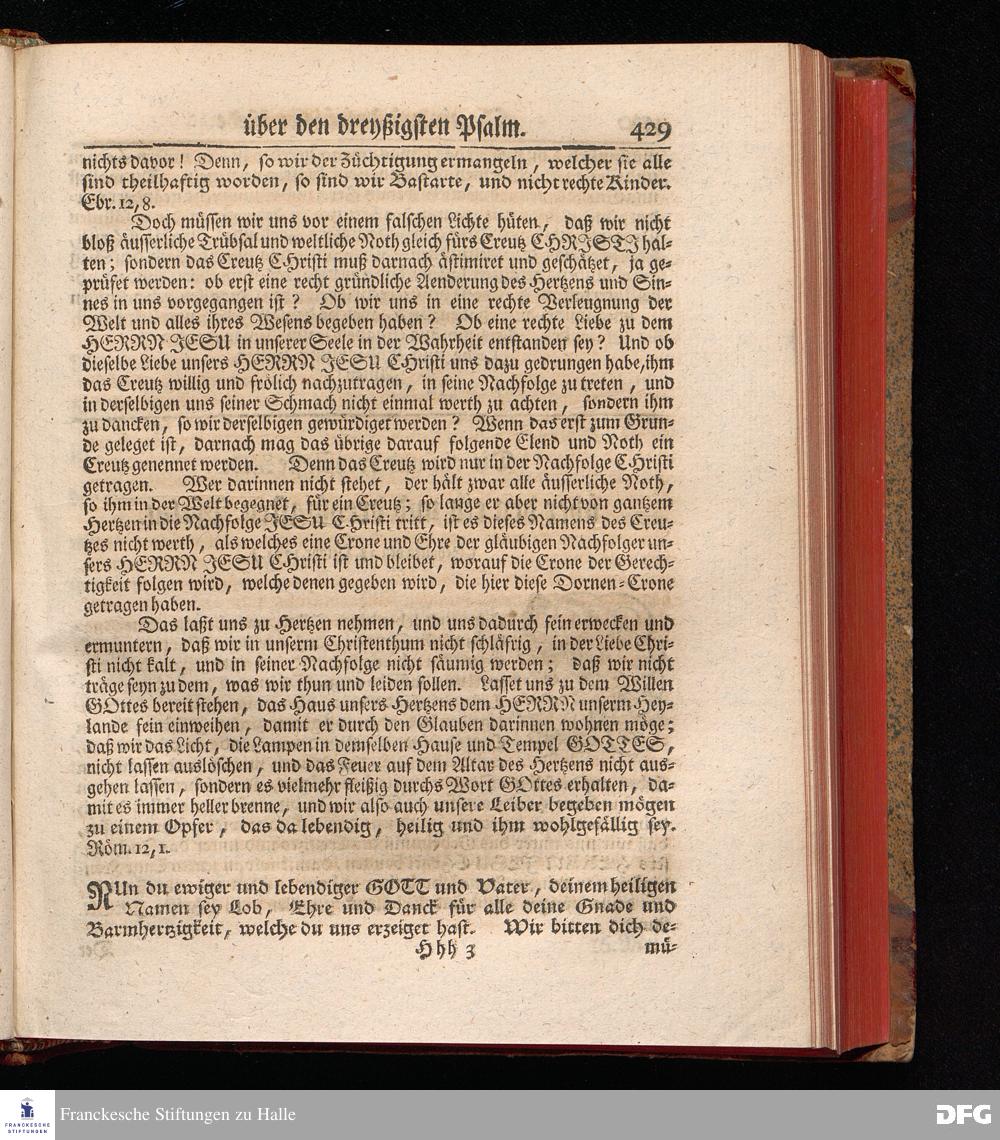 über den dreyßigsten Psalm. 429
nichts davor! Denn, so wir der Züchtigung ermangeln, welcher sie alle
sind theilhaftig worden, so sind wir Bastarte, und nicht rechte Kinder.
Ebr. 12, 8.
Doch müssen wir uns vor einem falschen Lichte hüten, daß wir nicht
bloß äusserliche Trübsal und weltliche Noth gleich fürs Creutz CHRISTI hal-
ten; sondern das Creutz CHristi muß darnach ästimiret und geschätzet, ja ge-
prüfet werden: ob erst eine recht gründliche Aenderung des Hertzens und Sin-
nes in uns vorgegangen ist? Ob wir uns in eine rechte Verleugnung der
Welt und alles ihres Wesens begeben haben? Ob eine rechte Liebe zu dem
HERRN JESU in unserer Seele in der Wahrheit entstanden sey? Und ob
dieselbe Liebe unsers HERRN JESU CHristi uns dazu gedrungen habe, ihm
das Creutz willig und frölich nachzutragen, in seine Nachfolge zu treten, und
in derselbigen uns seiner Schmach nicht einmal werth zu achten, sondern ihm
zu dancken, so wir derselbigen gewürdiget werden? Wenn das erst zum Grun-
de geleget ist, darnach mag das übrige darauf folgende Elend und Noth ein
Creutz genennet werden. Denn das Creutz wird nur in der Nachfolge CHristi
getragen. Wer darinnen nicht stehet, der hält zwar alle äusserliche Noth,
so ihm in der Welt begegnet, für ein Creutz; so lange er aber nicht von gantzem
Hertzen in die Nachfolge JESU CHristi tritt, ist es dieses Namens des Creu-
tzes nicht werth, als welches eine Crone und Ehre der gläubigen Nachfolger un-
sers HERRN JESU CHristi ist und bleibet, worauf die Crone der Gerech-
tigkeit folgen wird, welche denen gegeben wird, die hier diese Dornen-Crone
getragen haben.
Das laßt uns zu Hertzen nehmen, und uns dadurch fein erwecken und
ermuntern, daß wir in unserm Christenthum nicht schläfrig, in der Liebe Chri-
sti nicht kalt, und in seiner Nachfolge nicht säumig werden; daß wir nicht
träge seyn zu dem, was wir thun und leiden sollen. Lasset uns zu dem Willen
GOttes bereit stehen, das Haus unsers Hertzens dem HERRN unserm Hey-
lande fein einweihen, damit er durch den Glauben darinnen wohnen möge;
daß wir das Licht, die Lampen in demselben Hause und Tempel GOTTES,
nicht lassen auslöschen, und das Feuer auf dem Altar des Hertzens nicht aus-
gehen lassen, sondern es vielmehr fleißig durchs Wort GOttes erhalten, da-
mit es immer heller brenne, und wir also auch unsere Leiber begeben mögen
zu einem Opfer, das da lebendig, heilig und ihm wohlgefällig sey.
Röm. 12, 1.
NUn du ewiger und lebendiger GOTT und Vater, deinem heiligen
Namen sey Lob, Ehre und Danck für alle deine Gnade und
Barmhertzigkeit, welche du uns erzeiget hast. Wir bitten dich de-
Hhh 3 mü-
FRANCKESCHE
STIFTUNGEN
Franckesche Stiftungen zu Halle
DFG